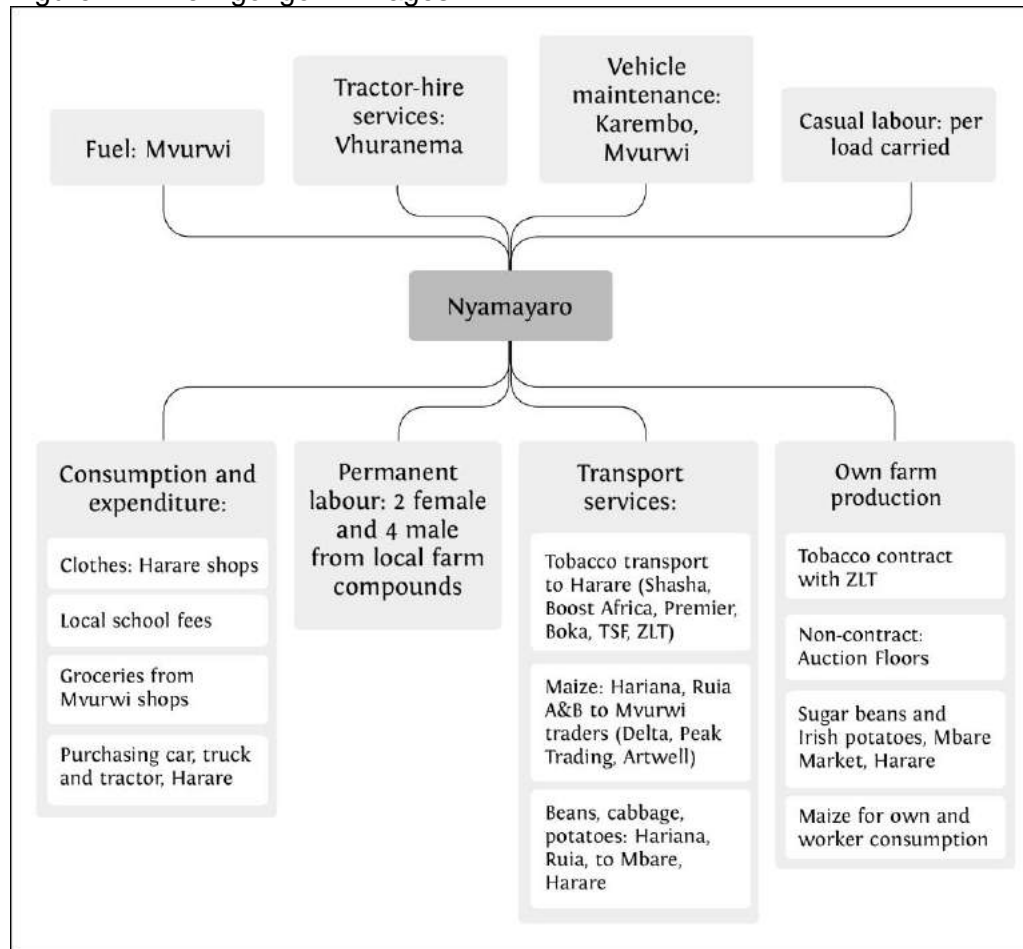 Fuel: Mvurwi
Tractor-hire
services:
Vhuranema
Vehicle
maintenance:
Karembo,
Mvurwi
Casual labour: per
load carried
Nyamayaro
Consumption and
expenditure:
Clothes: Harare shops
Local school fees
Groceries from
Mvurwi shops
Purchasing car, truck
and tractor, Harare
Permanent
labour: 2 female
and 4 male
from local farm
compounds
Transport
services:
Tobacco transport
to Harare (Shasha,
Boost Africa, Premier,
Boka, TSF, ZLT)
Maize: Hariana, Ruia
A&B to Mvurwi
traders (Delta, Peak
Trading, Artwell)
Beans, cabbage,
potatoes: Hariana,
Ruia, to Mbare,
Harare
Own farm
production
Tobacco contract
with ZLT
Non-contract:
Auction Floors
Sugar beans and
Irish potatoes, Mbare
Market, Harare
Maize for own and
worker consumption